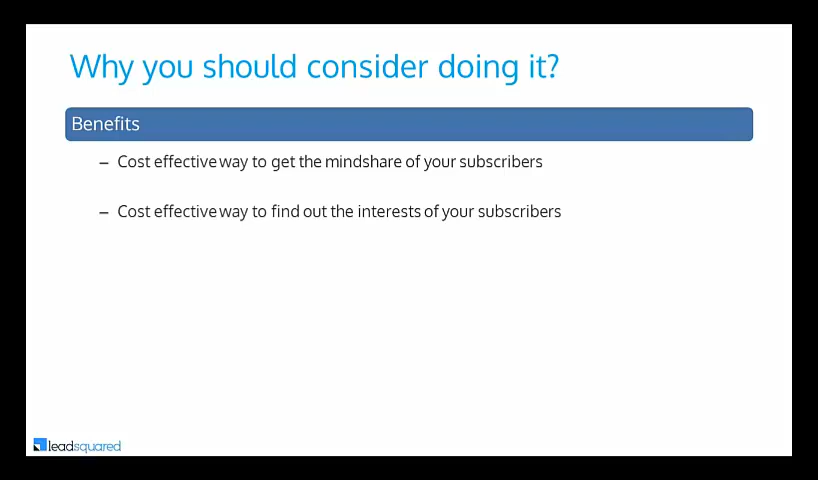 Why you should consider doing it?
Benefits
– Cost effective way to get the mindshare of your subscribers
– Cost effective way to find out the interests of your subscribers
leadsquared